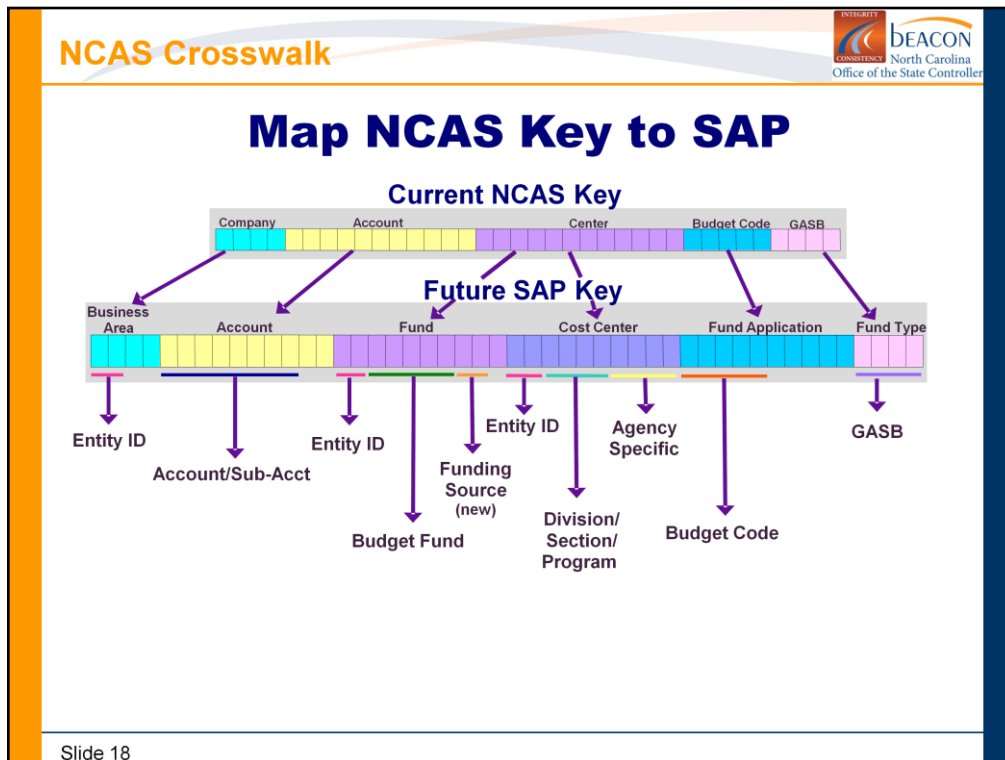 NCAS Crosswalk
INTEGRITY
CONSISTENCY
bEACON
North Carolina
Office of the State Controller
Map NCAS Key to SAP
Current NCAS Key
Company Account Center Budget Code GASB
Future SAP Key
Business
Area Account Fund Cost Center Fund Application Fund Type
Entity ID
Account/Sub-Acct
Entity ID
Budget Fund
Funding
Source
(new)
Entity ID
Division/
Section/
Program
Agency
Specific
Budget Code
GASB
Slide 18